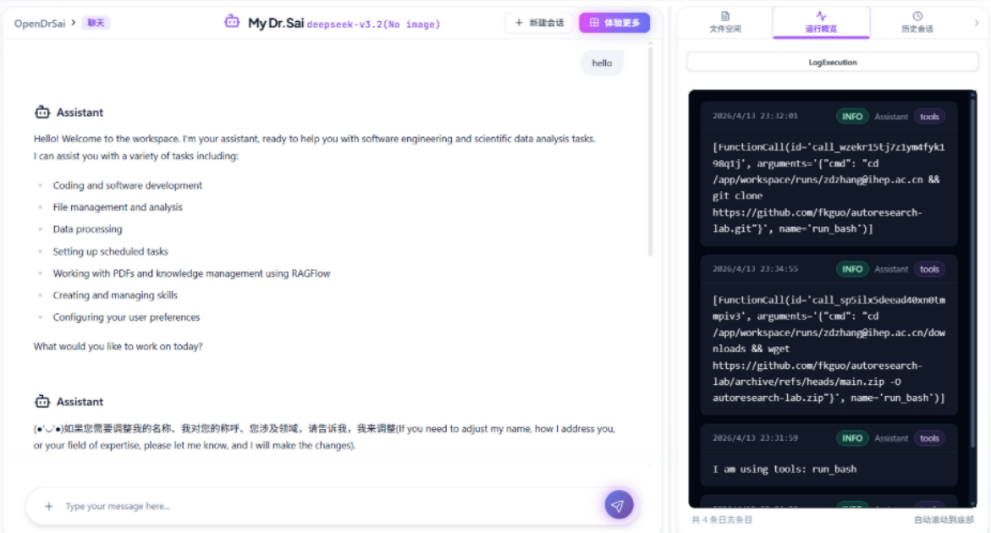 OpenDrSai > 聊天
My Dr.Sai deepseek-v3.2(No image)
+ 新建会话
体验更多
hello
Assistant
Hello! Welcome to the workspace. I'm your assistant, ready to help you with software engineering and scientific data analysis tasks.
I can assist you with a variety of tasks including:
Coding and software development
File management and analysis
Data processing
Setting up scheduled tasks
Working with PDFs and knowledge management using RAGFlow
Creating and managing skills
Configuring your user preferences
What would you like to work on today?
Assistant
(●'◡'●)如果您需要调整我的名称、我对您的称呼、您涉及领域，请告诉我，我来调整(If you need to adjust my name, how I address you,
or your field of expertise, please let me know, and I will make the changes).
+ Type your message here...
文件空间
运行概览
历史会话
LogExecution
2026/4/13 23:32:01 INFO Assistant tools
[FunctionCall(id='call_wzekr15tj7z1ym4fyk1
98q1j', arguments='{"cmd": "cd
/app/workspace/runs/zdzhang@ihep.ac.cn &&
git clone
https://github.com/fkguo/autoresearch-
lab.git"}', name='run_bash')]
2026/4/13 23:34:55 INFO Assistant tools
[FunctionCall(id='call_sp5ilx5deead40xn0tm
mpiv3', arguments='{"cmd": "cd
/app/workspace/runs/zdzhang@ihep.ac.cn/dow
nloads && wget
https://github.com/fkguo/autoresearch-
lab/archive/refs/heads/main.zip -O
autoresearch-lab.zip"}', name='run_bash')]
2026/4/13 23:31:59 INFO Assistant tools
I am using tools: run_bash
共 4 条日志条目
自动滚动到底部